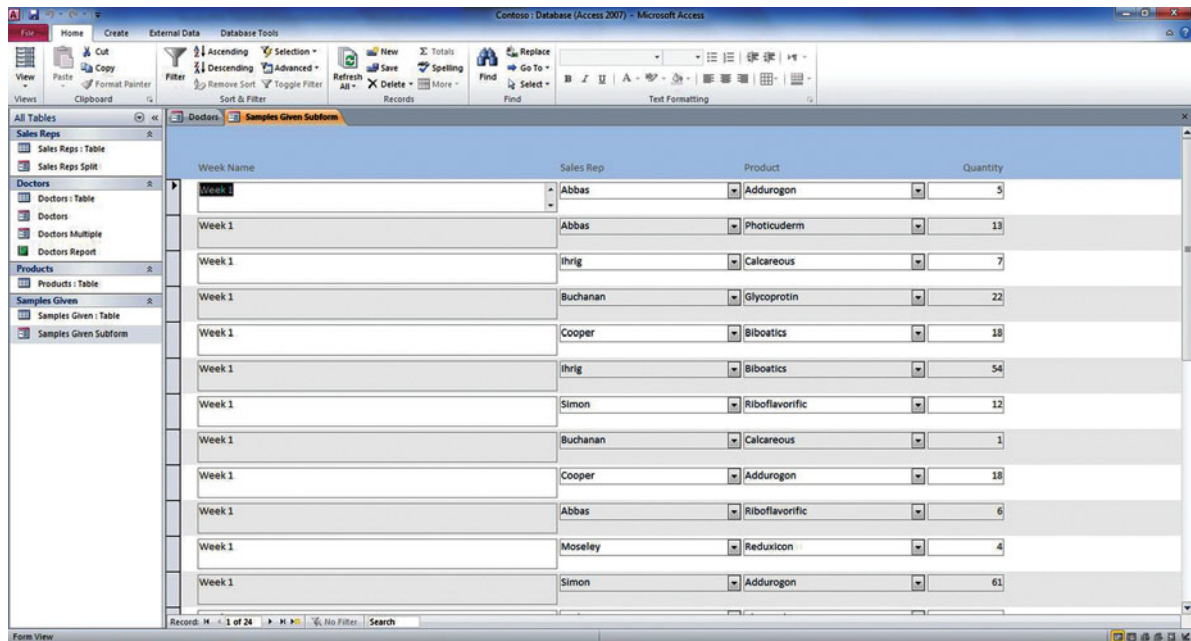 Contoso : Database (Access 2007) - Microsoft Access
File Home Create External Data Database Tools
View
Views
Paste
Cut
Copy
Format Painter
Clipboard
Filter
Ascending
Descending
Remove Sort
Selection
Advanced
Toggle Filter
Sort & Filter
Refresh All
New
Save
Delete
Totals
Spelling
More
Records
Find
Replace
Go To
Select
Find
B I U A
Text Formatting
All Tables
Sales Reps
Sales Reps : Table
Sales Reps Split
Doctors
Doctors : Table
Doctors
Doctors Multiple
Doctors Report
Products
Products : Table
Samples Given
Samples Given : Table
Samples Given Subform
Doctors Samples Given Subform
Week Name Sales Rep Product Quantity
Week 1 Abbas Addurogon 5
Week 1 Abbas Photicuderm 13
Week 1 Ihrig Calcareous 7
Week 1 Buchanan Glycoprotin 22
Week 1 Cooper Biboatics 18
Week 1 Ihrig Biboatics 54
Week 1 Simon Riboflavorific 12
Week 1 Buchanan Calcareous 1
Week 1 Cooper Addurogon 18
Week 1 Abbas Riboflavorific 6
Week 1 Moseley Reduxicon 4
Week 1 Simon Addurogon 61
Record: 1 of 24 No Filter Search
Form View